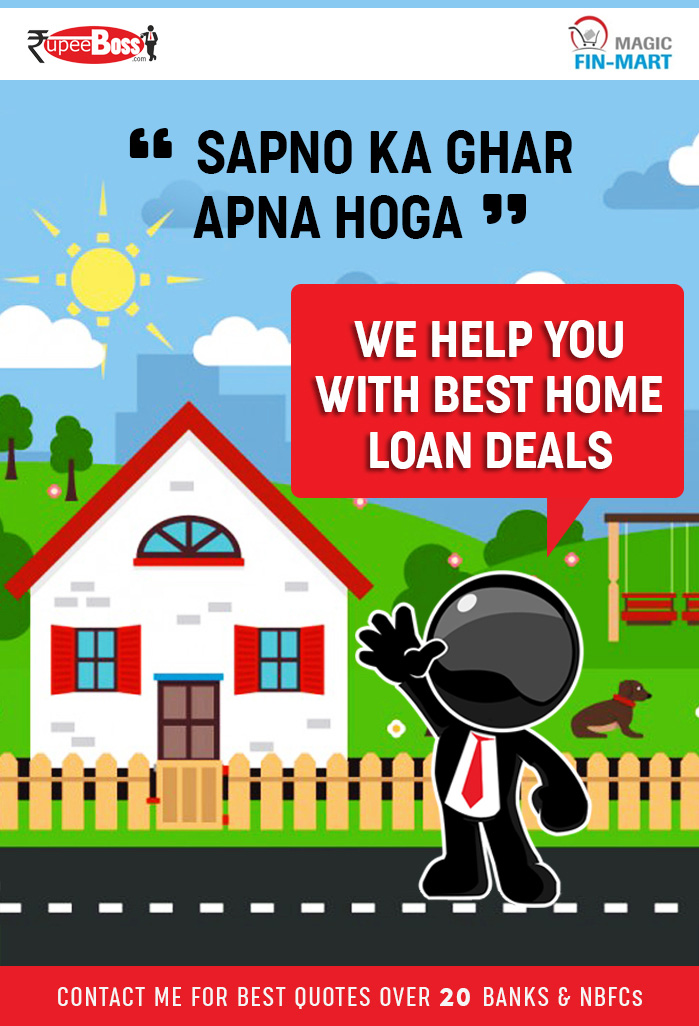 ₹upeeBoss
.com
MAGIC
FIN-MART
“ SAPNO KA GHAR
APNA HOGA ”
WE HELP YOU
WITH BEST HOME
LOAN DEALS
CONTACT ME FOR BEST QUOTES OVER 20 BANKS & NBFCs